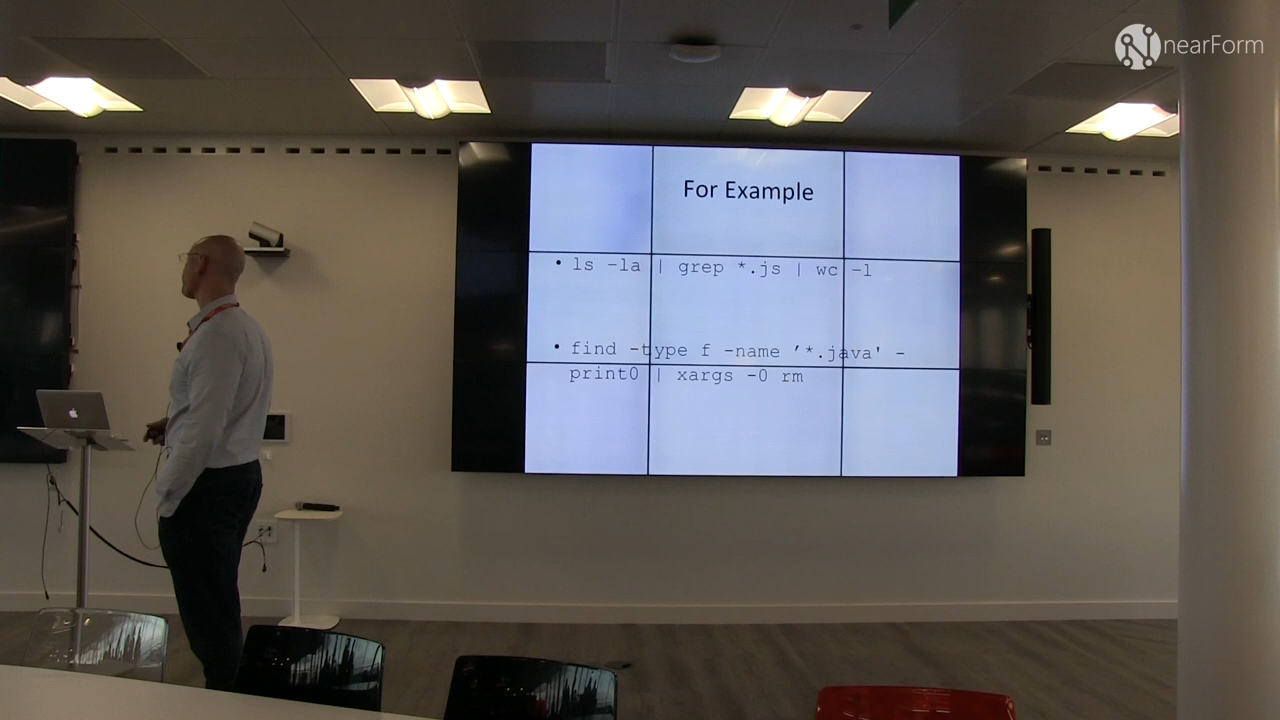 nearForm
For Example
• ls -la | grep *.js | wc -l
• find -type f -name ’*.java' -
print0 | xargs -0 rm